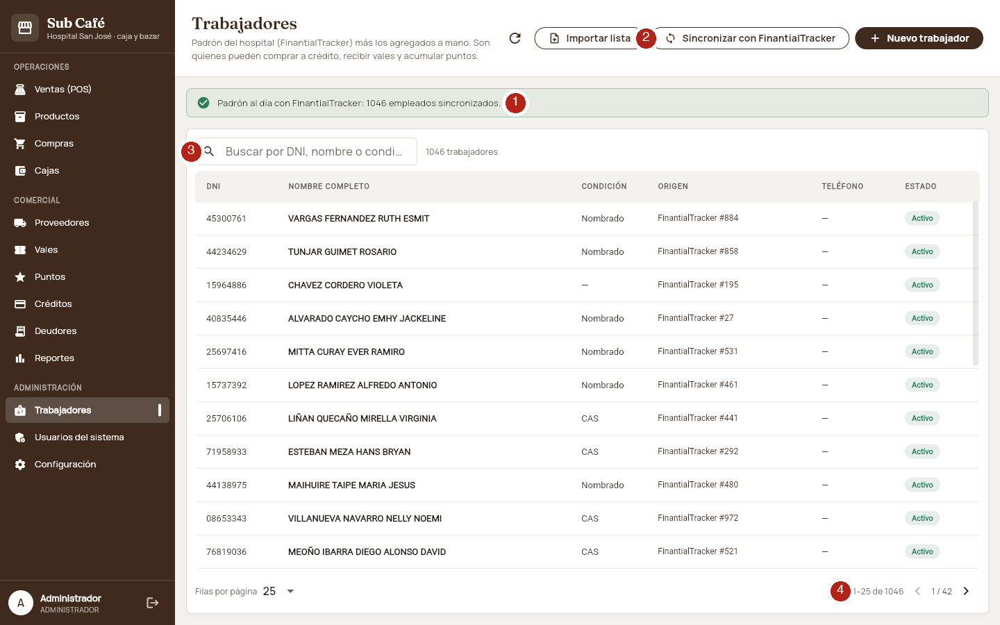 Sub Café
Hospital San José · caja y bazar
OPERACIONES
Ventas (POS)
Productos
Compras
Cajas
COMERCIAL
Proveedores
Vales
Puntos
Créditos
Deudores
Reportes
ADMINISTRACIÓN
Trabajadores
Usuarios del sistema
Configuración
A
Administrador
ADMINISTRADOR
Trabajadores
Padrón del hospital (FinantialTracker) más los agregados a mano. Son
quienes pueden comprar a crédito, recibir vales y acumular puntos.
Importar lista
2
Sincronizar con FinantialTracker
+ Nuevo trabajador
Padrón al día con FinantialTracker: 1046 empleados sincronizados.
1
3
Buscar por DNI, nombre o condi...
1046 trabajadores
DNI NOMBRE COMPLETO CONDICIÓN ORIGEN TELÉFONO ESTADO
45300761 VARGAS FERNANDEZ RUTH ESMIT Nombrado FinantialTracker #884 — Activo
44234629 TUNJAR GUIMET ROSARIO Nombrado FinantialTracker #858 — Activo
15964886 CHAVEZ CORDERO VIOLETA — FinantialTracker #195 — Activo
40835446 ALVARADO CAYCHO EMHY JACKELINE Nombrado FinantialTracker #27 — Activo
25697416 MITTA CURAY EVER RAMIRO Nombrado FinantialTracker #531 — Activo
15737392 LOPEZ RAMIREZ ALFREDO ANTONIO Nombrado FinantialTracker #461 — Activo
25706106 LIÑAN QUECAÑO MIRELLA VIRGINIA CAS FinantialTracker #441 — Activo
71958933 ESTEBAN MEZA HANS BRYAN CAS FinantialTracker #292 — Activo
44138975 MAIHUIRE TAIPE MARIA JESUS Nombrado FinantialTracker #480 — Activo
08653343 VILLANUEVA NAVARRO NELLY NOEMI CAS FinantialTracker #972 — Activo
76819036 MEOÑO IBARRA DIEGO ALONSO DAVID CAS FinantialTracker #521 — Activo
Filas por página 25
4
1–25 de 1046
1 / 42